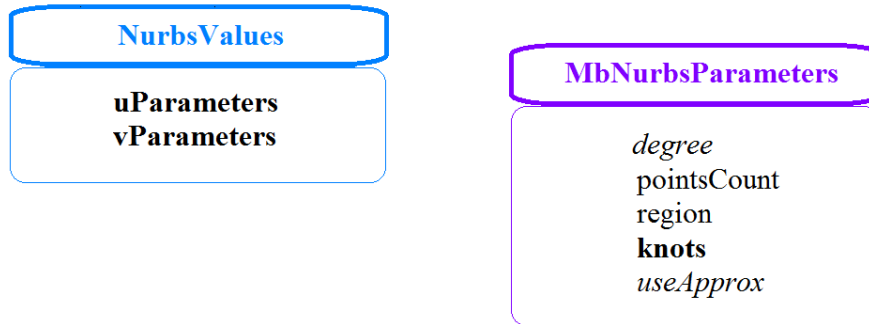 NurbsValues
uParameters
vParameters
MbNurbsParameters
degree
pointsCount
region
knots
useApprox